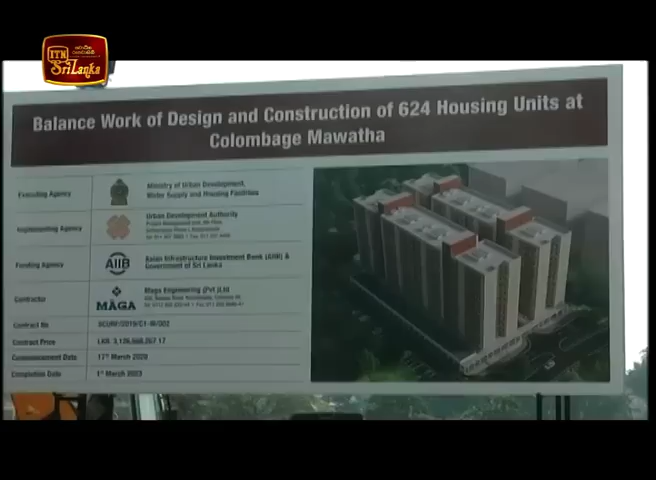 ITN
Sri Lanka
Balance Work of Design and Construction of 624 Housing Units at
Colombage Mawatha
Executing Agency
Ministry of Urban Development,
Water Supply and Housing Facilities
Implementing Agency
Urban Development Authority
Funding Agency
AIIB
Asian Infrastructure Investment Bank (AIIB) &
Government of Sri Lanka
Contractor
MAGA
Maga Engineering (Pvt) Ltd
Contract No
Contract Price
LKR
Commencement Date
17th March 2020
Completion Date
1st March 2023